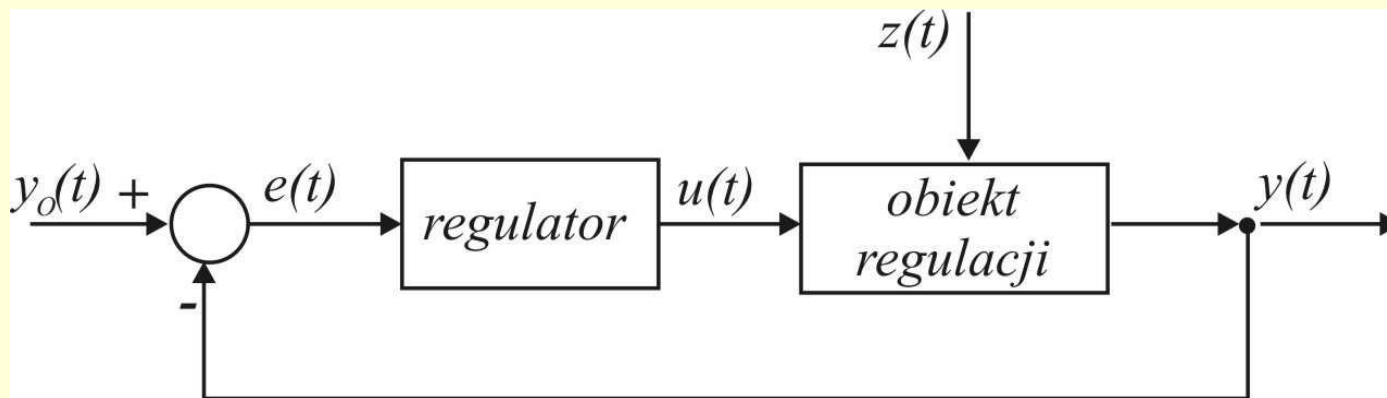 z(t)
yₒ(t) +
e(t)
regulator
u(t)
obiekt
regulacji
y(t)
-